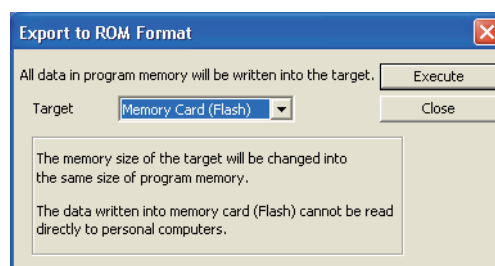 Export to ROM Format
All data in program memory will be written into the target.
Execute
Target
Memory Card (Flash)
Close
The memory size of the target will be changed into
the same size of program memory.
The data written into memory card (Flash) cannot be read
directly to personal computers.